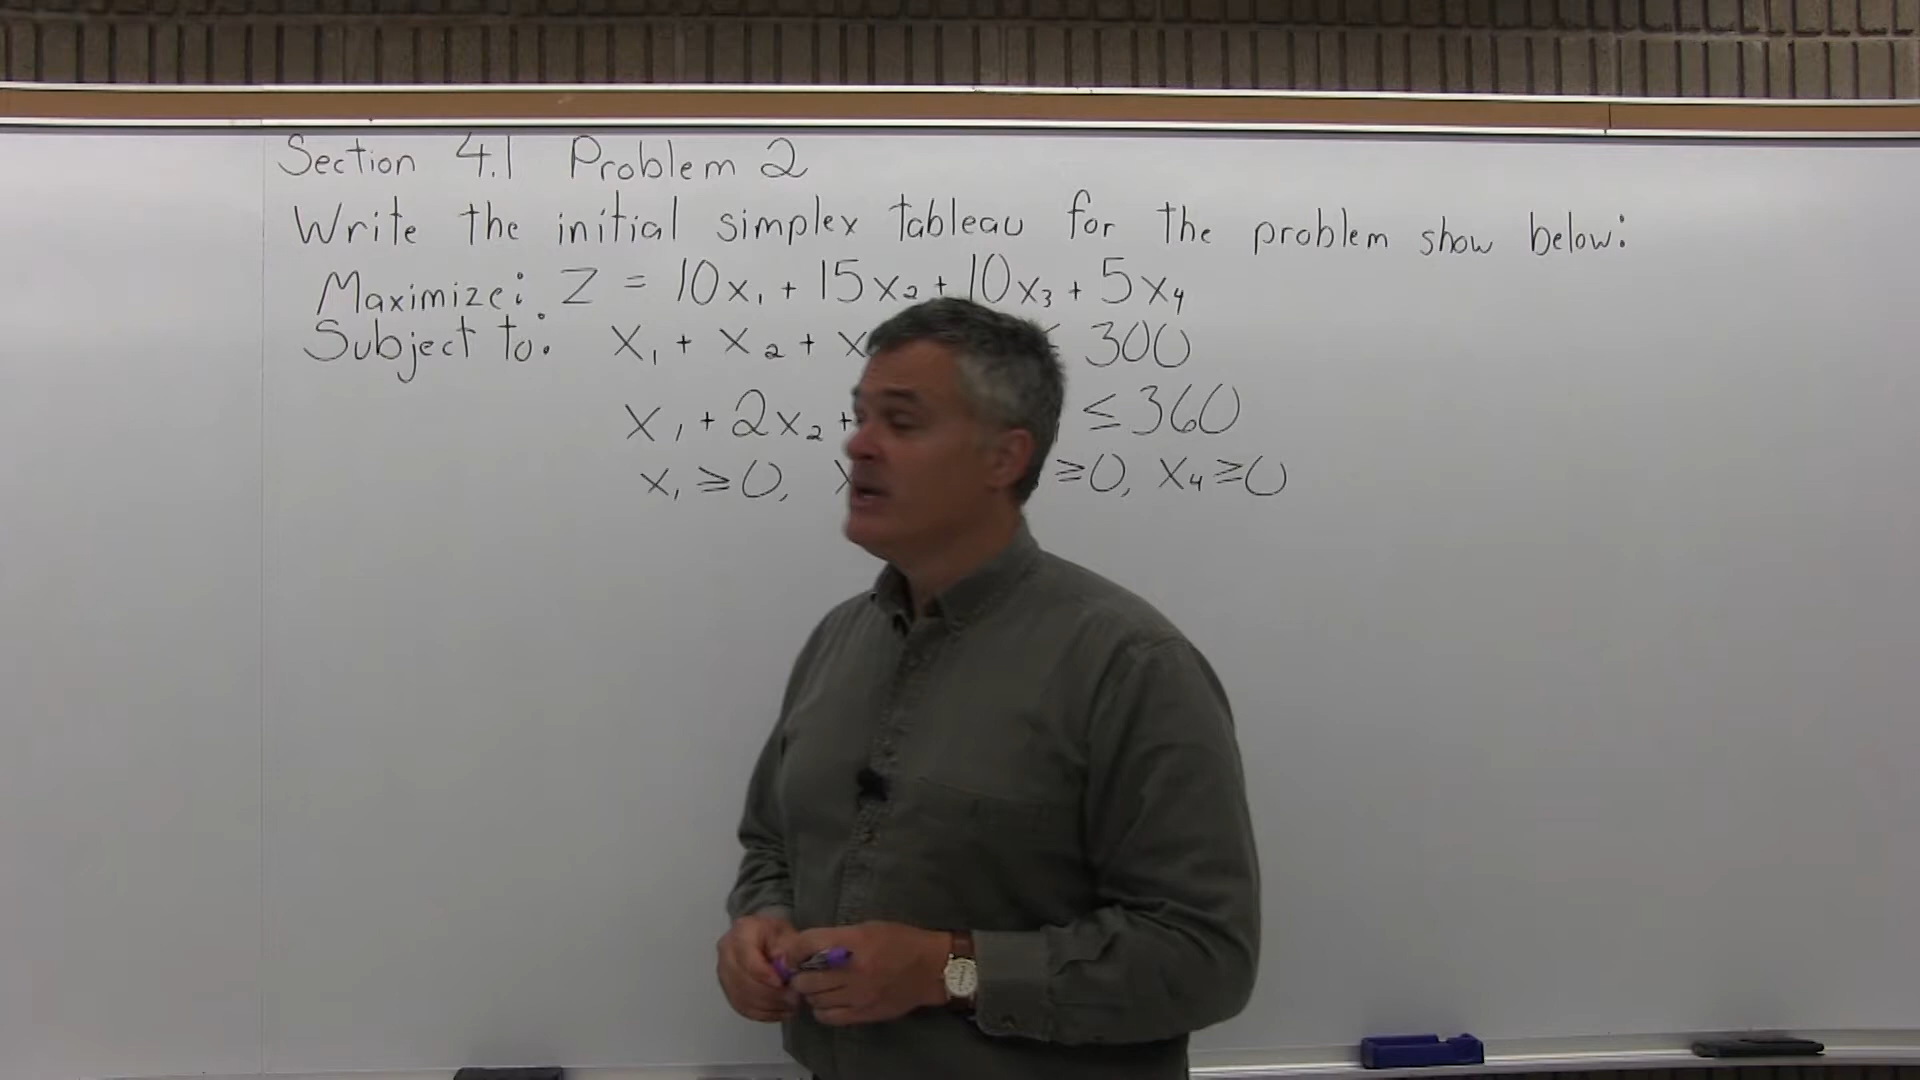 Section 4.1 Problem 2
Write the initial simplex tableau for the problem show below:
Maximize: Z = 10x₁ + 15x₂ + 10x₃ + 5x₄
Subject to: x₁ + x₂ + x ≤ 300
x₁ + 2x₂ + ≤ 360
x₁ ≥ 0, x ≥ 0, x₄ ≥ 0